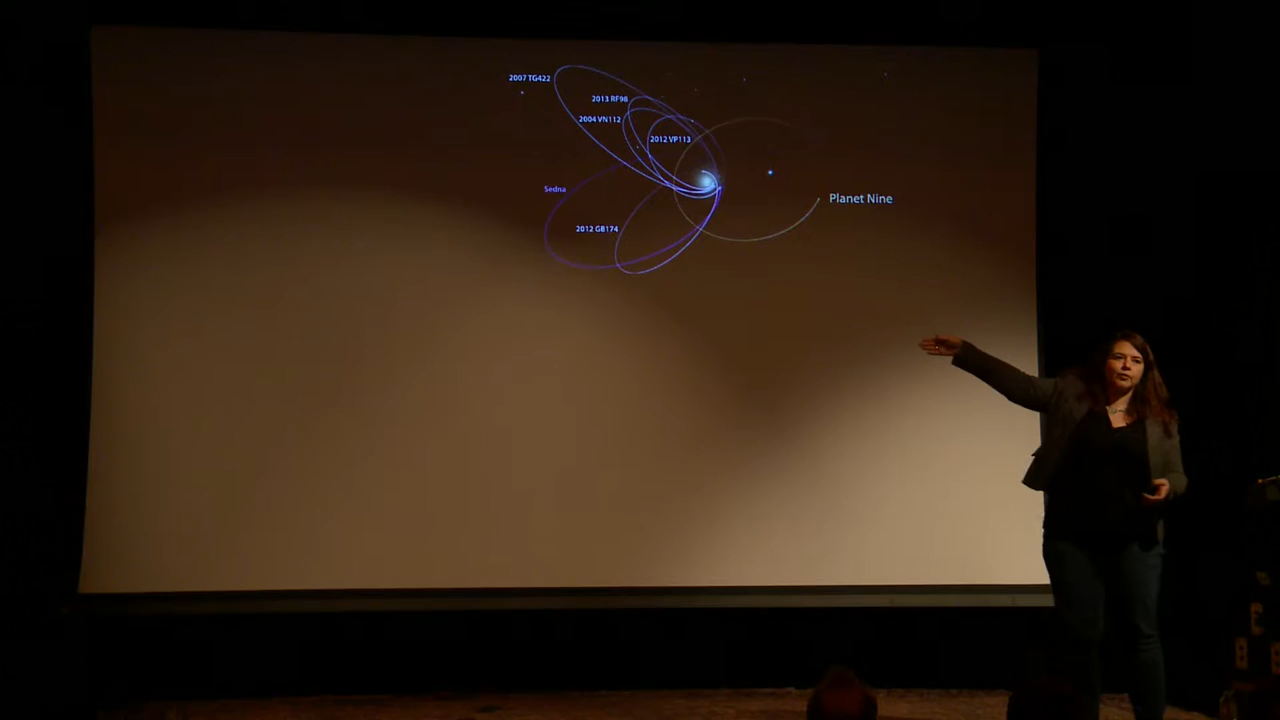 2007 TG422
2013 RF98
2004 VN112
2012 VP113
Sedna
Planet Nine
2012 GB174